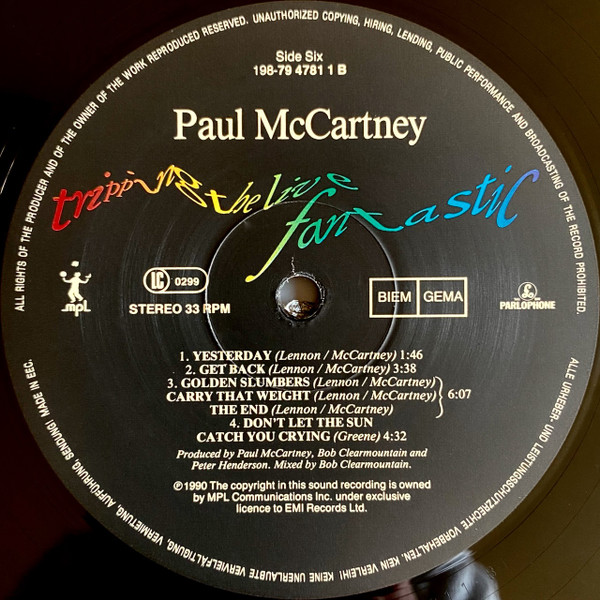 ALL RIGHTS OF THE PRODUCER AND OF THE OWNER OF THE WORK REPRODUCED RESERVED. UNAUTHORIZED COPYING, HIRING, LENDING, PUBLIC PERFORMANCE AND BROADCASTING OF THE RECORD PROHIBITED.
Side Six
198-79 4781 1 B
Paul McCartney
tripping the live
fantastic
mpl
LC 0299
STEREO 33 RPM
BIEM GEMA
PARLOPHONE
1. YESTERDAY (Lennon / McCartney) 1:46
2. GET BACK (Lennon / McCartney) 3:38
3. GOLDEN SLUMBERS (Lennon / McCartney)
CARRY THAT WEIGHT (Lennon / McCartney) 6:07
THE END (Lennon / McCartney)
4. DON'T LET THE SUN
CATCH YOU CRYING (Greene) 4:32
Produced by Paul McCartney, Bob Clearmountain and
Peter Henderson. Mixed by Bob Clearmountain.
℗1990 The copyright in this sound recording is owned
by MPL Communications Inc. under exclusive
licence to EMI Records Ltd.
ALLE URHEBER- UND LEISTUNGSSCHUTZRECHTE VORBEHALTEN. KEIN VERLEIH! KEINE UNERLAUBTE VERVIELFÄLTIGUNG, VERMIETUNG, AUFFÜHRUNG SENDUNG! MADE IN EEC.